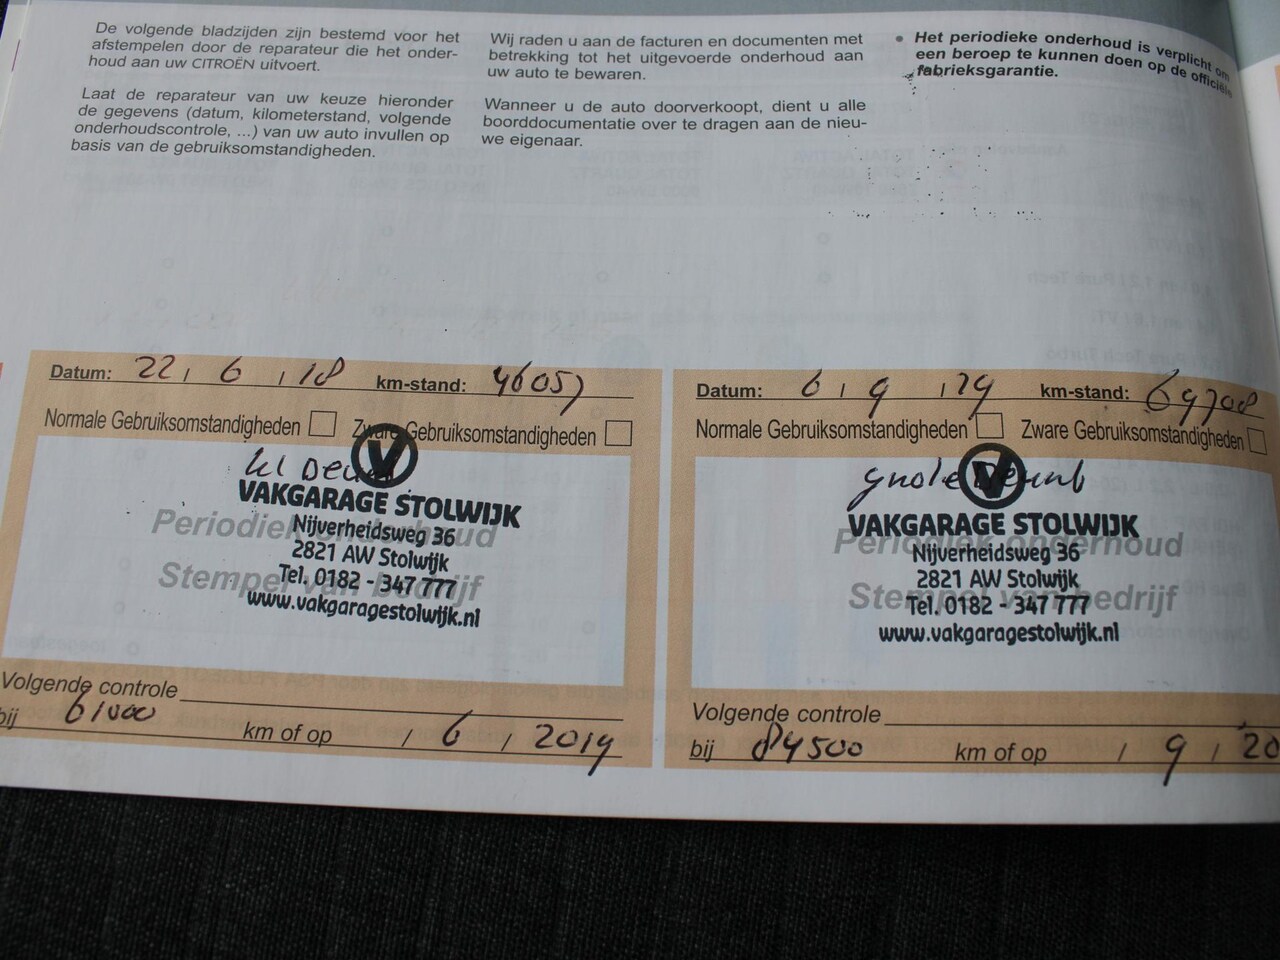 De volgende bladzijden zijn bestemd voor het
afstempelen door de reparateur die het onder-
houd aan uw CITROËN uitvoert.
Laat de reparateur van uw keuze hieronder
de gegevens (datum, kilometerstand, volgende
onderhoudscontrole, ...) van uw auto invullen op
basis van de gebruiksomstandigheden.
Wij raden u aan de facturen en documenten met
betrekking tot het uitgevoerde onderhoud aan
uw auto te bewaren.
Wanneer u de auto doorverkoopt, dient u alle
boorddocumentatie over te dragen aan de nieu-
we eigenaar.
• Het periodieke onderhoud is verplicht om
een beroep te kunnen doen op de officiële
fabrieksgarantie.
Datum: 22 / 6 / 18 km-stand: 46057
Normale Gebruiksomstandigheden Zware Gebruiksomstandigheden
kl Beurt
V
VAKGARAGE STOLWIJK
Periodiek onderhoud
Nijverheidsweg 36
2821 AW Stolwijk
Stempel van bedrijf
Tel. 0182 - 347 777
www.vakgaragestolwijk.nl
Volgende controle
bij 61000 km of op / 6 / 2019
Datum: 6 / 9 / 19 km-stand: 69708
Normale Gebruiksomstandigheden Zware Gebruiksomstandigheden
grote Beurt
V
VAKGARAGE STOLWIJK
Periodiek onderhoud
Nijverheidsweg 36
2821 AW Stolwijk
Stempel van bedrijf
Tel. 0182 - 347 777
www.vakgaragestolwijk.nl
Volgende controle
bij 84500 km of op / 9 / 20